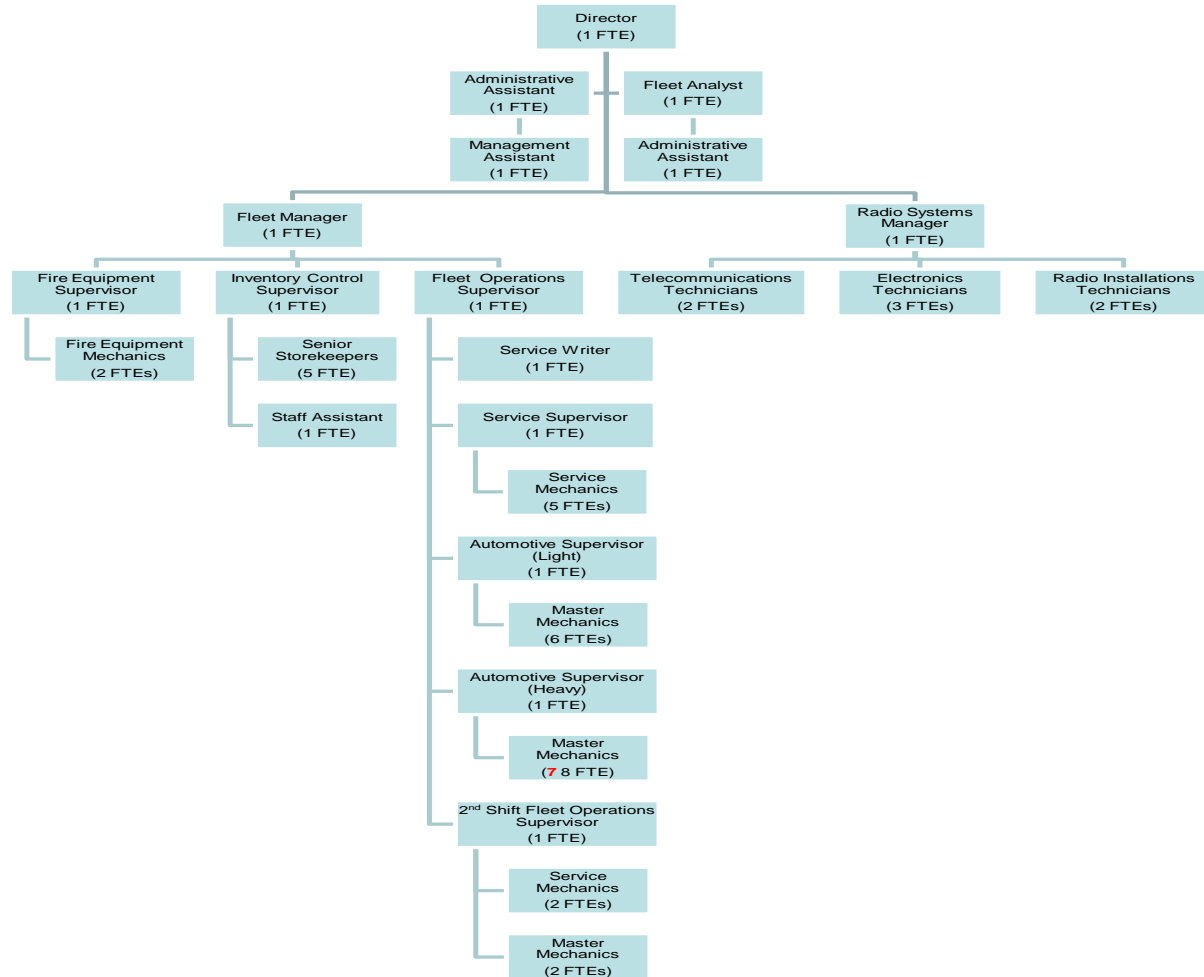 Director
(1 FTE)
Administrative
Assistant
(1 FTE)
Fleet Analyst
(1 FTE)
Management
Assistant
(1 FTE)
Administrative
Assistant
(1 FTE)
Fleet Manager
(1 FTE)
Radio Systems
Manager
(1 FTE)
Fire Equipment
Supervisor
(1 FTE)
Inventory Control
Supervisor
(1 FTE)
Fleet Operations
Supervisor
(1 FTE)
Telecommunications
Technicians
(2 FTEs)
Electronics
Technicians
(3 FTEs)
Radio Installations
Technicians
(2 FTEs)
Fire Equipment
Mechanics
(2 FTEs)
Senior
Storekeepers
(5 FTE)
Staff Assistant
(1 FTE)
Service Writer
(1 FTE)
Service Supervisor
(1 FTE)
Service
Mechanics
(5 FTEs)
Automotive Supervisor
(Light)
(1 FTE)
Master
Mechanics
(6 FTEs)
Automotive Supervisor
(Heavy)
(1 FTE)
Master
Mechanics
(7 8 FTE)
2nd Shift Fleet Operations
Supervisor
(1 FTE)
Service
Mechanics
(2 FTEs)
Master
Mechanics
(2 FTEs)